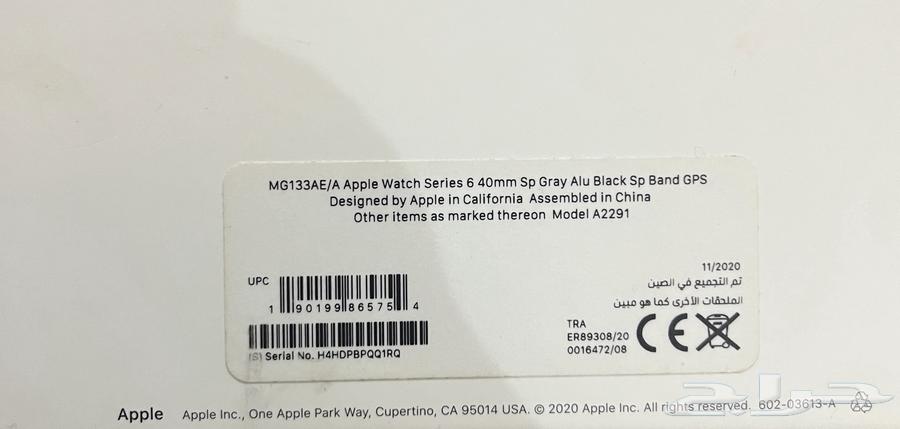 MG133AE/A Apple Watch Series 6 40mm Sp Gray Alu Black Sp Band GPS
Designed by Apple in California Assembled in China
Other items as marked thereon Model A2291
11/2020
تم التجميع في الصين
الملحقات الأخرى كما هو مبين
UPC
1 90199 86575 4
(S) Serial No. H4HDPBPQQ1RQ
TRA
ER89308/20
0016472/08
CE
Apple Apple Inc., One Apple Park Way, Cupertino, CA 95014 USA. © 2020 Apple Inc. All rights reserved. 602-03613-A
حراج